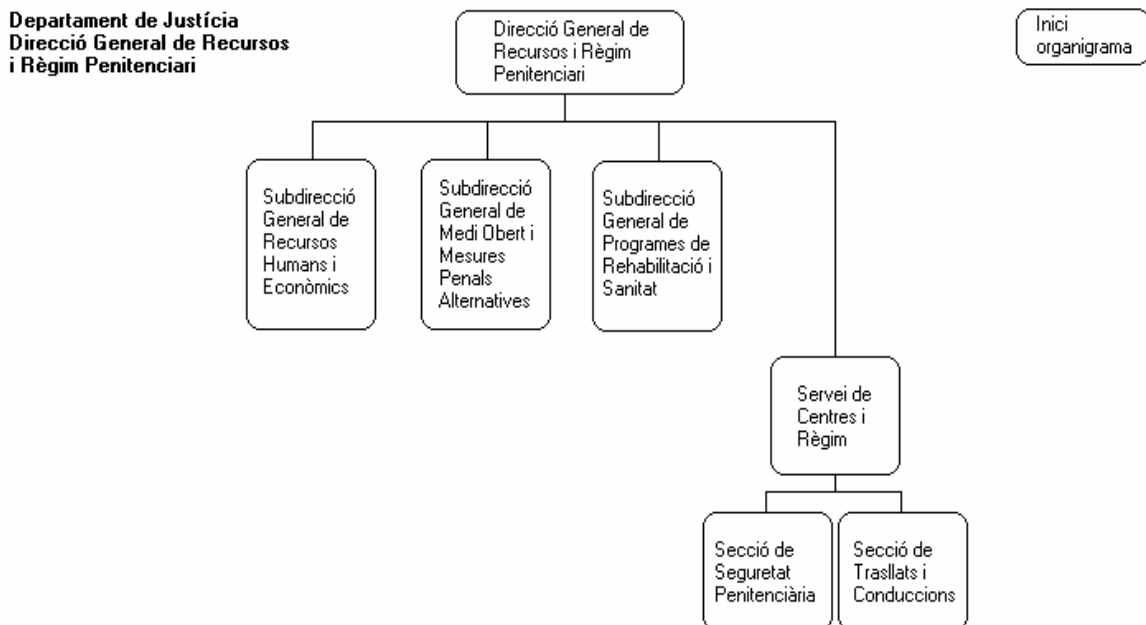 Departament de Justícia
Direcció General de Recursos
i Règim Penitenciari
Direcció General de
Recursos i Règim
Penitenciari
Inici
organigrama
Subdirecció
General de
Recursos
Humans i
Econòmics
Subdirecció
General de
Medi Obert i
Mesures
Penals
Alternatives
Subdirecció
General de
Programes de
Rehabilitació i
Sanitat
Servei de
Centres i
Règim
Secció de
Seguretat
Penitenciària
Secció de
Trasllats i
Conduccions